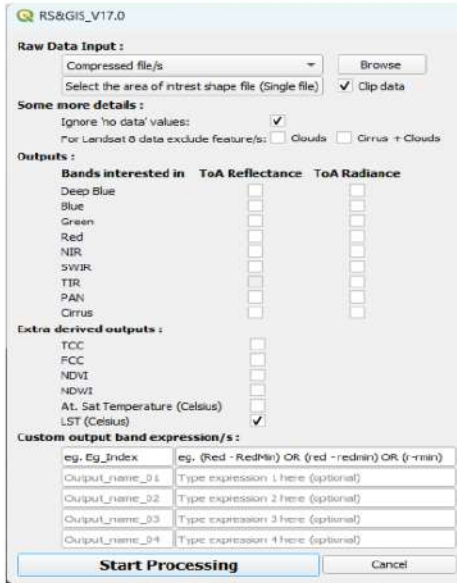 RS&GIS_V17.0
Raw Data Input :
Compressed file/s Browse
Select the area of intrest shape file (Single file) Clip data
Some more details :
Ignore 'no data' values:
For Landsat 8 data exclude feature/s: Clouds Cirrus + Clouds
Outputs :
Bands interested in ToA Reflectance ToA Radiance
Deep Blue
Blue
Green
Red
NIR
SWIR
TIR
PAN
Cirrus
Extra derived outputs :
TCC
FCC
NDVI
NDWI
At. Sat Temperature (Celsius)
LST (Celsius)
Custom output band expression/s :
eg. Eg_Index eg. (Red - RedMin) OR (red - redmin) OR (r-rmin)
Output_name_01 Type expression 1 here (optional)
Output_name_02 Type expression 2 here (optional)
Output_name_03 Type expression 3 here (optional)
Output_name_04 Type expression 4 here (optional)
Start Processing Cancel